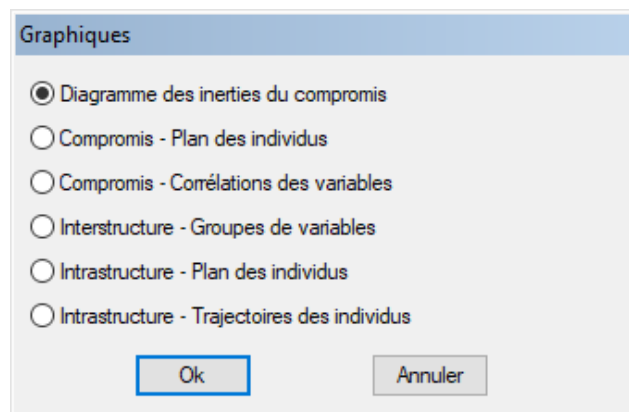 Graphiques
Diagramme des inerties du compromis
Compromis - Plan des individus
Compromis - Corrélations des variables
Interstructure - Groupes de variables
Intrastructure - Plan des individus
Intrastructure - Trajectoires des individus
Ok Annuler